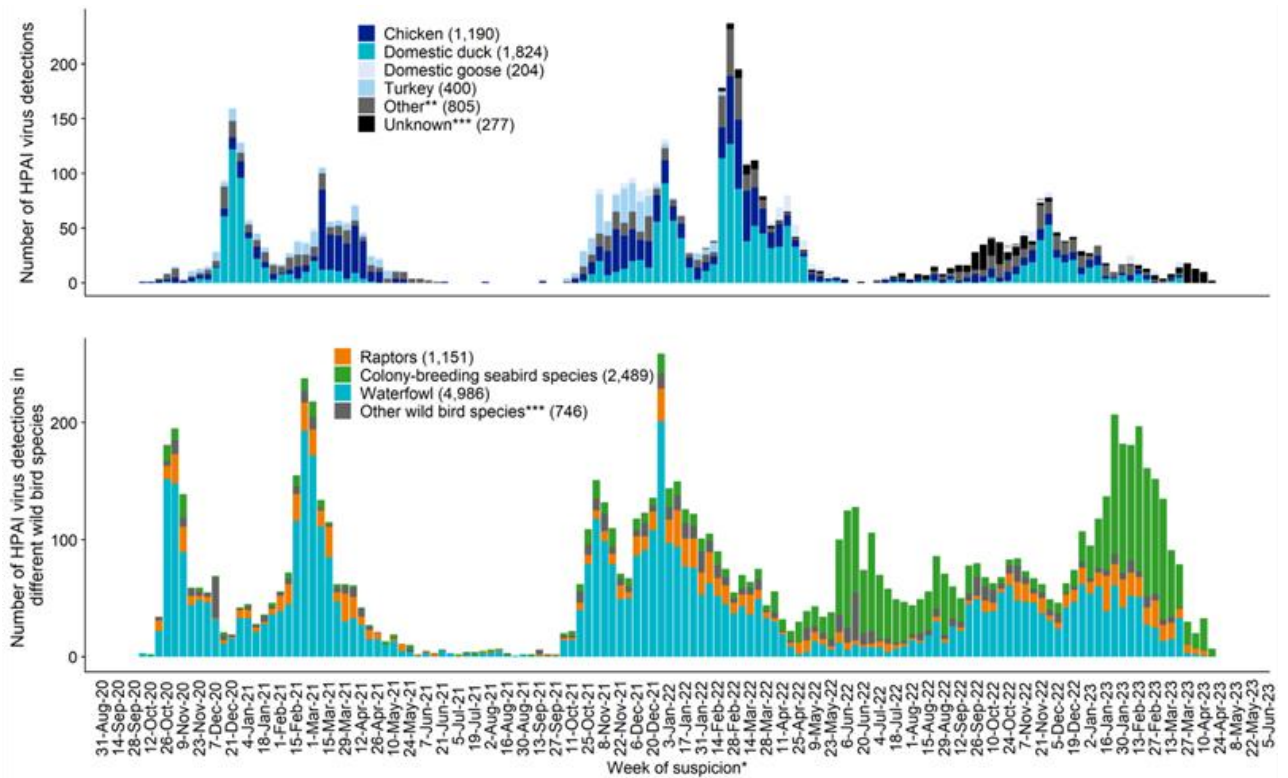 Number of HPAI virus detections
200
150
100
50
0
Chicken (1,190)
Domestic duck (1,824)
Domestic goose (204)
Turkey (400)
Other** (805)
Unknown*** (277)
Number of HPAI virus detections in
different wild bird species
200
100
0
Raptors (1,151)
Colony-breeding seabird species (2,489)
Waterfowl (4,986)
Other wild bird species*** (746)
31-Aug-20
14-Sep-20
28-Sep-20
12-Oct-20
26-Oct-20
9-Nov-20
23-Nov-20
7-Dec-20
21-Dec-20
4-Jan-21
18-Jan-21
1-Feb-21
15-Feb-21
1-Mar-21
15-Mar-21
29-Mar-21
12-Apr-21
26-Apr-21
10-May-21
24-May-21
7-Jun-21
21-Jun-21
5-Jul-21
19-Jul-21
2-Aug-21
16-Aug-21
30-Aug-21
13-Sep-21
27-Sep-21
11-Oct-21
25-Oct-21
8-Nov-21
22-Nov-21
6-Dec-21
20-Dec-21
3-Jan-22
17-Jan-22
31-Jan-22
14-Feb-22
28-Feb-22
14-Mar-22
28-Mar-22
11-Apr-22
25-Apr-22
9-May-22
23-May-22
6-Jun-22
20-Jun-22
4-Jul-22
18-Jul-22
1-Aug-22
15-Aug-22
29-Aug-22
12-Sep-22
26-Sep-22
10-Oct-22
24-Oct-22
7-Nov-22
21-Nov-22
5-Dec-22
19-Dec-22
2-Jan-23
16-Jan-23
30-Jan-23
13-Feb-23
27-Feb-23
13-Mar-23
27-Mar-23
10-Apr-23
24-Apr-23
8-May-23
22-May-23
5-Jun-23
Week of suspicion*